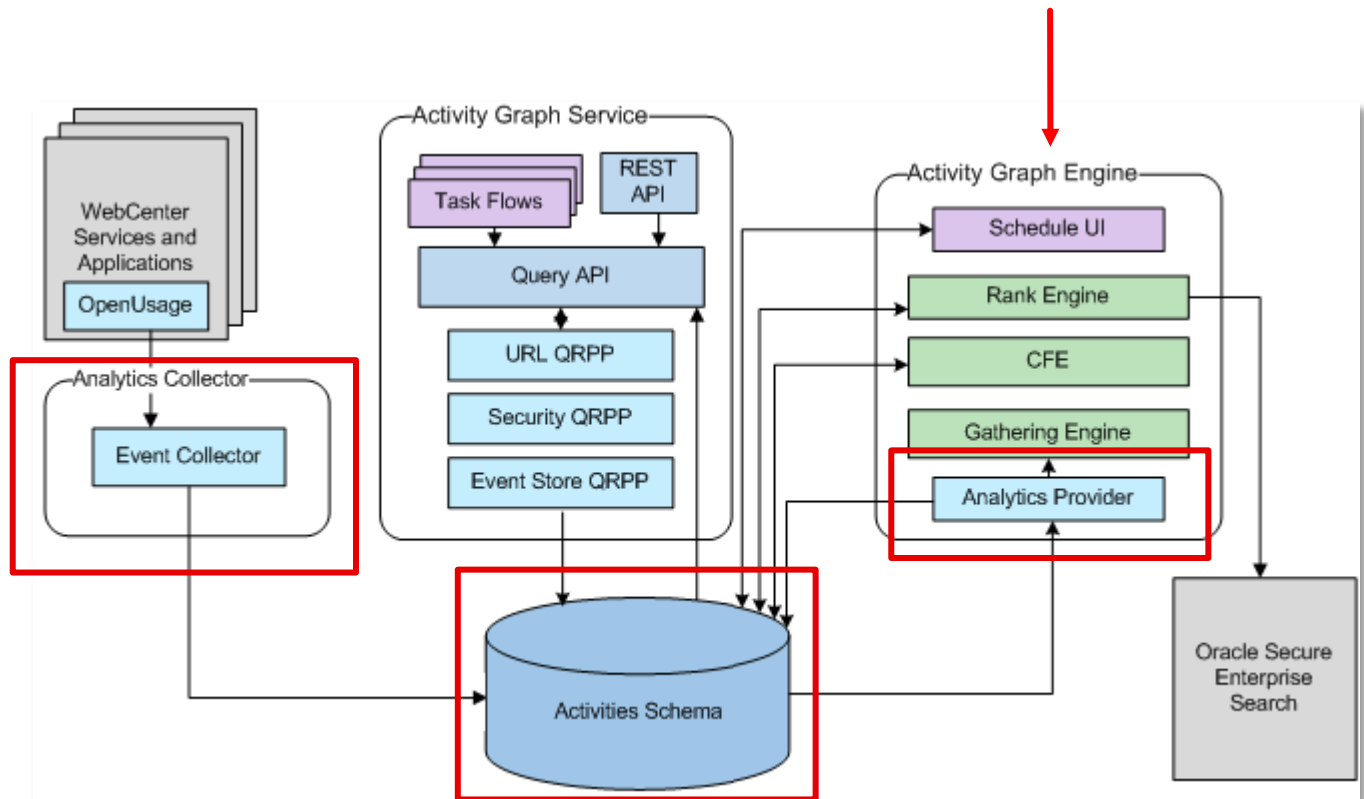 WebCenter
Services and
Applications
OpenUsage
Analytics Collector
Event Collector
Activity Graph Service
Task Flows
REST
API
Query API
URL QRPP
Security QRPP
Event Store QRPP
Activities Schema
Activity Graph Engine
Schedule UI
Rank Engine
CFE
Gathering Engine
Analytics Provider
Oracle Secure
Enterprise
Search